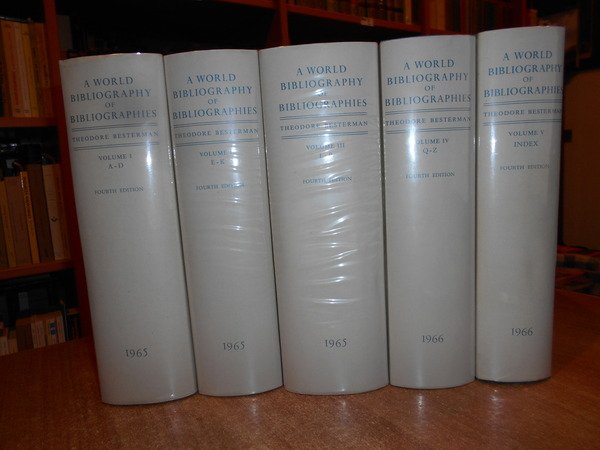 A WORLD
BIBLIOGRAPHY
OF
BIBLIOGRAPHIES
THEODORE BESTERMAN
VOLUME I
A-D
FOURTH EDITION
1965
A WORLD
BIBLIOGRAPHY
OF
BIBLIOGRAPHIES
THEODORE BESTERMAN
VOLUME
E-K
FOURTH EDITION
1965
A WORLD
BIBLIOGRAPHY
OF
BIBLIOGRAPHIES
THEODORE BESTERMAN
VOLUME III
FOURTH EDITION
1965
A WORLD
BIBLIOGRAPHY
OF
BIBLIOGRAPHIES
THEODORE BESTERMAN
VOLUME IV
Q-Z
FOURTH EDITION
1966
A WORLD
BIBLIOGRAPHY
OF
BIBLIOGRAPHIES
THEODORE BESTERMAN
VOLUME V
INDEX
FOURTH EDITION
1966